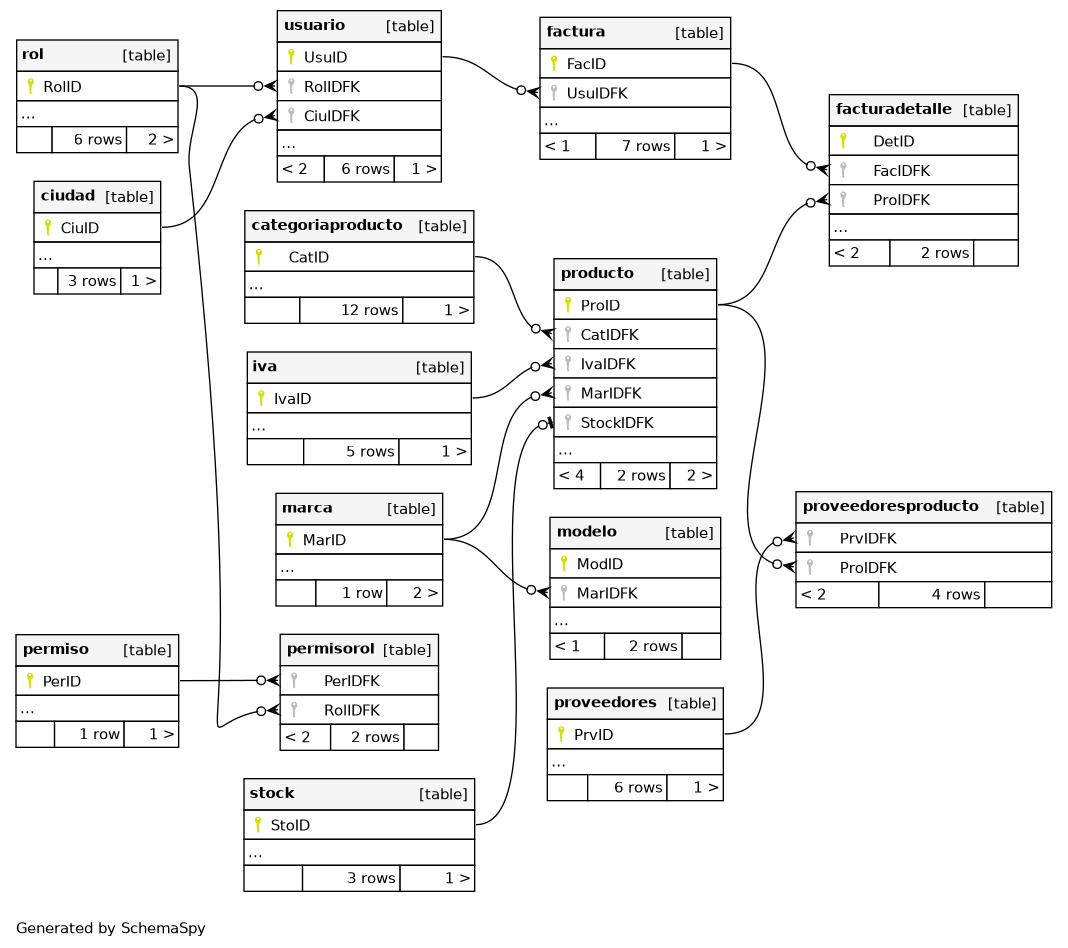 rol [table]
RolID
...
6 rows 2 >
usuario [table]
UsuID
RolIDFK
CiuIDFK
...
< 2 6 rows 1 >
factura [table]
FacID
UsuIDFK
...
< 1 7 rows 1 >
facturadetalle [table]
DetID
FacIDFK
ProIDFK
...
< 2 2 rows
ciudad [table]
CiuID
...
3 rows 1 >
categoriaproducto [table]
CatID
...
12 rows 1 >
producto [table]
ProID
CatIDFK
IvaIDFK
MarIDFK
StockIDFK
...
< 4 2 rows 2 >
iva [table]
IvaID
...
5 rows 1 >
marca [table]
MarID
...
1 row 2 >
modelo [table]
ModID
MarIDFK
...
< 1 2 rows
proveedoresproducto [table]
PrvIDFK
ProIDFK
< 2 4 rows
permiso [table]
PerID
...
1 row 1 >
permisorol [table]
PerIDFK
RolIDFK
< 2 2 rows
proveedores [table]
PrvID
...
6 rows 1 >
stock [table]
StoID
...
3 rows 1 >
Generated by SchemaSpy